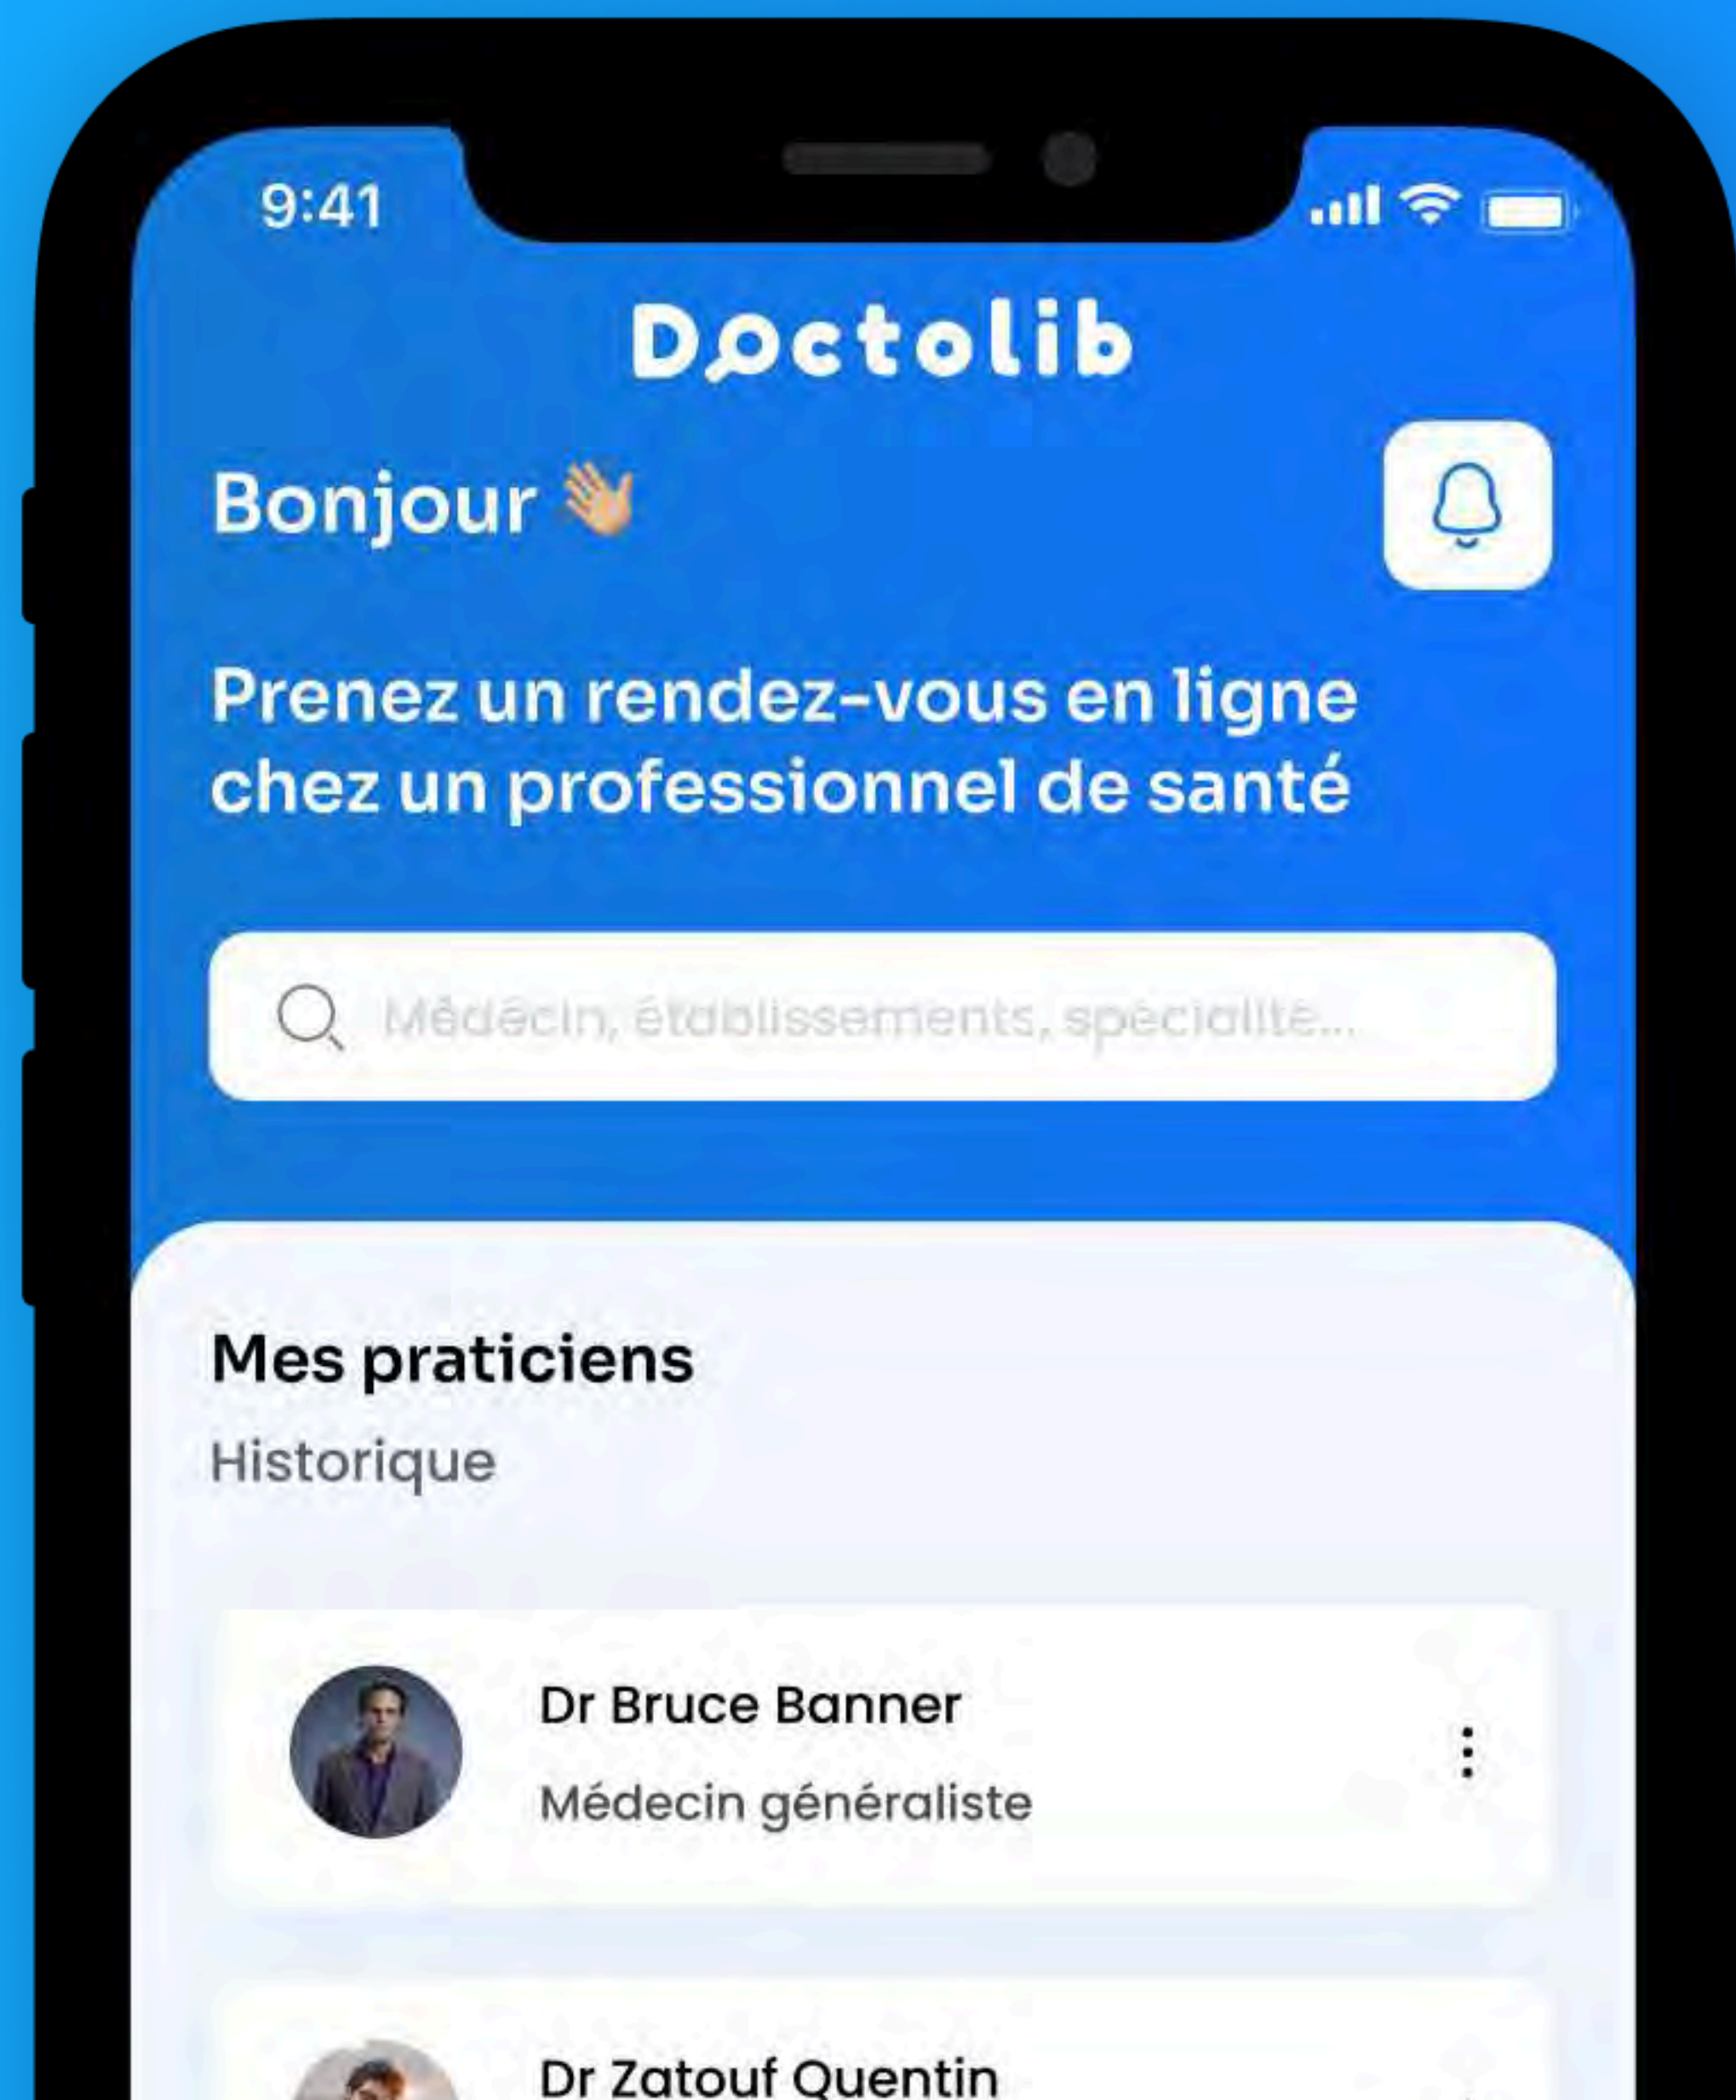 9:41
Doctolib
Bonjour 👋🏼
Prenez un rendez-vous en ligne
chez un professionnel de santé
Médecin, établissements, spécialité...
Mes praticiens
Historique
Dr Bruce Banner
Médecin généraliste
Dr Zatouf Quentin